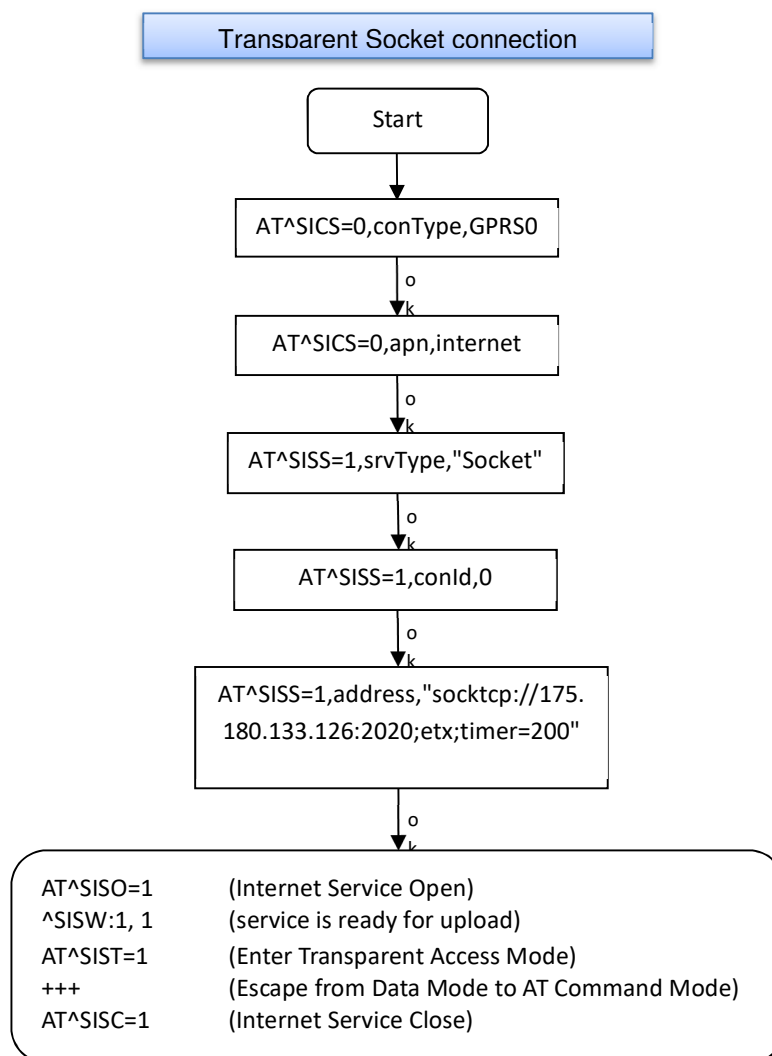 Transparent Socket connection
Start
AT^SICS=0,conType,GPRS0
o
k
AT^SICS=0,apn,internet
o
k
AT^SISS=1,srvType,"Socket"
o
k
AT^SISS=1,conId,0
o
k
AT^SISS=1,address,"socktcp://175.
180.133.126:2020;etx;timer=200"
o
k
AT^SISO=1 (Internet Service Open)
^SISW:1, 1 (service is ready for upload)
AT^SIST=1 (Enter Transparent Access Mode)
+++ (Escape from Data Mode to AT Command Mode)
AT^SISC=1 (Internet Service Close)